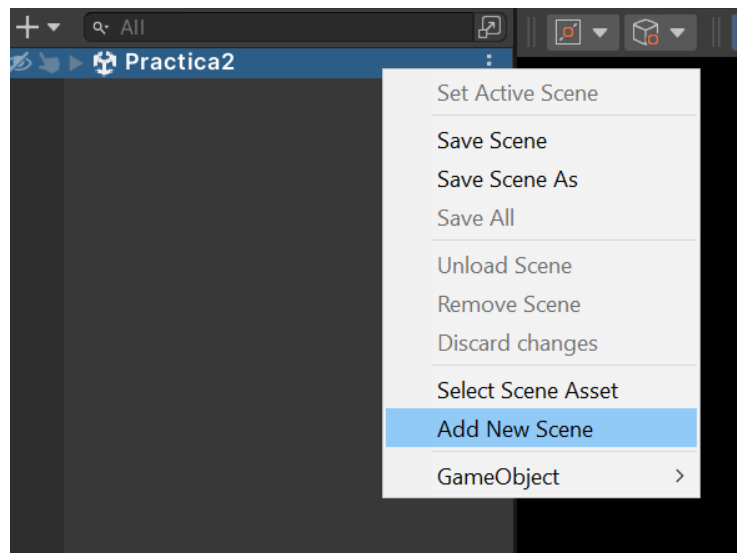 All
Practica2
Set Active Scene
Save Scene
Save Scene As
Save All
Unload Scene
Remove Scene
Discard changes
Select Scene Asset
Add New Scene
GameObject